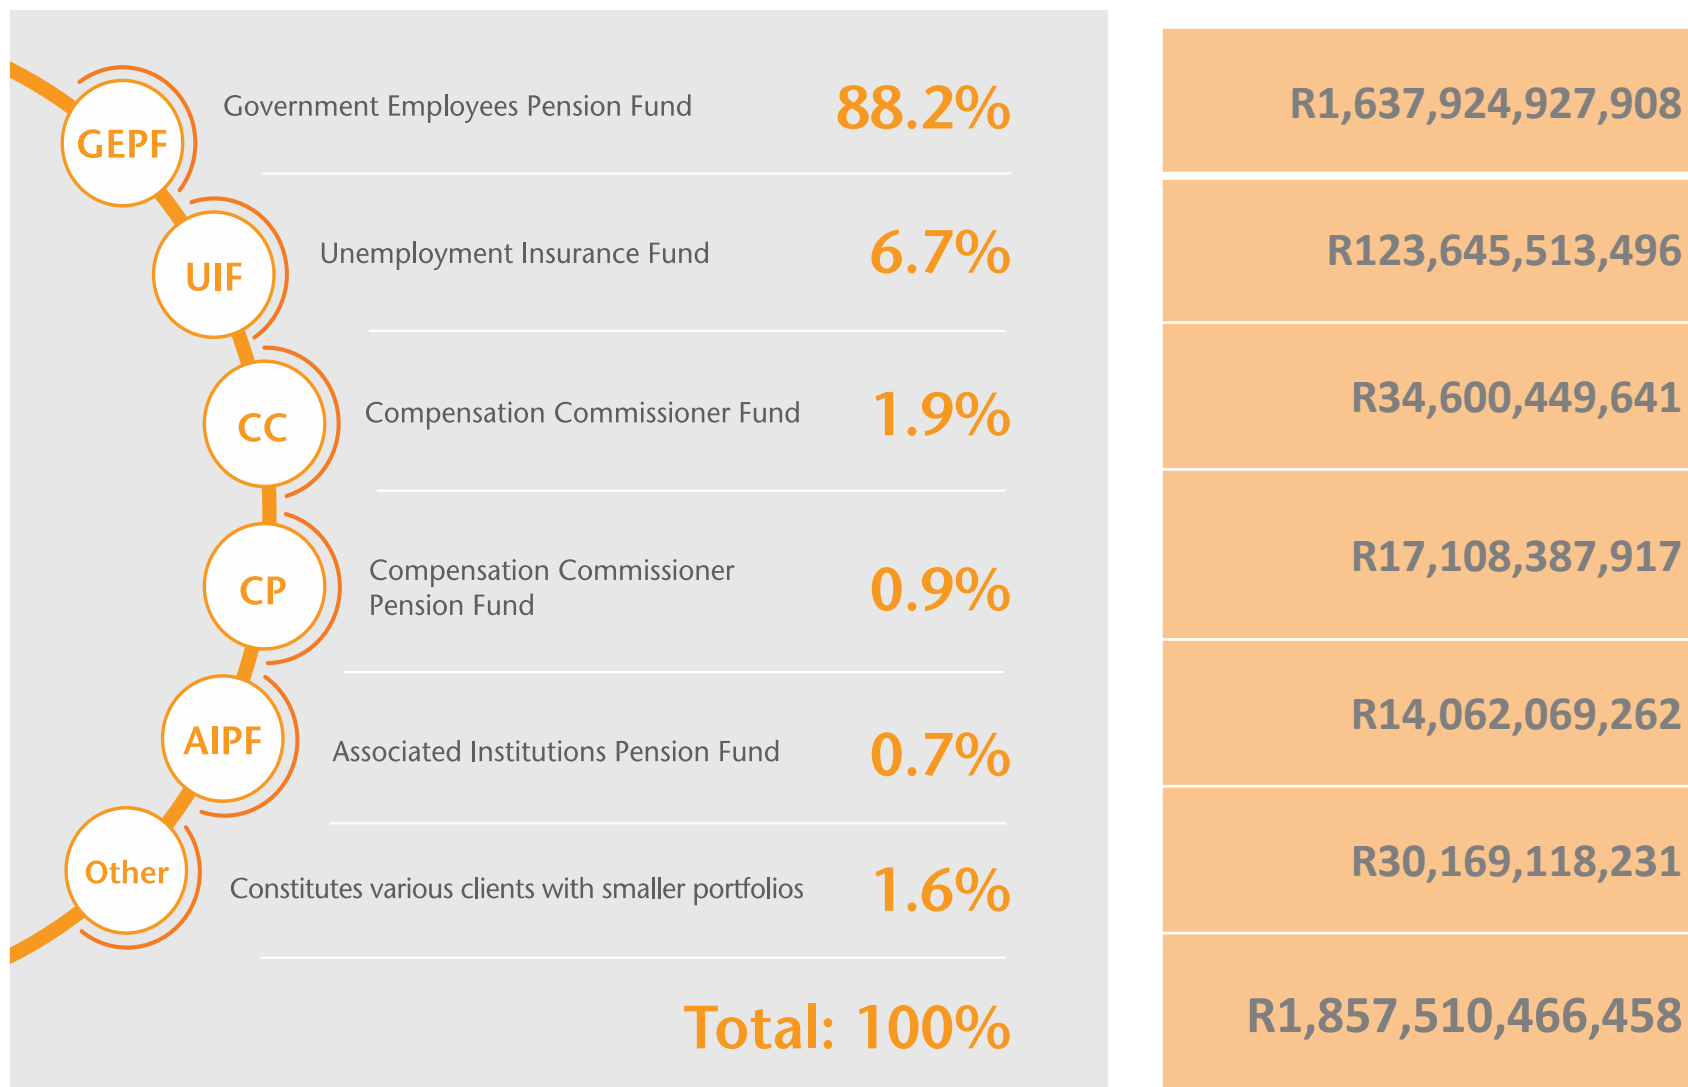 GEPF
Government Employees Pension Fund
88.2%
R1,637,924,927,908
UIF
Unemployment Insurance Fund
6.7%
R123,645,513,496
CC
Compensation Commissioner Fund
1.9%
R34,600,449,641
CP
Compensation Commissioner
Pension Fund
0.9%
R17,108,387,917
AIPF
Associated Institutions Pension Fund
0.7%
R14,062,069,262
Other
Constitutes various clients with smaller portfolios
1.6%
R30,169,118,231
Total: 100%
R1,857,510,466,458